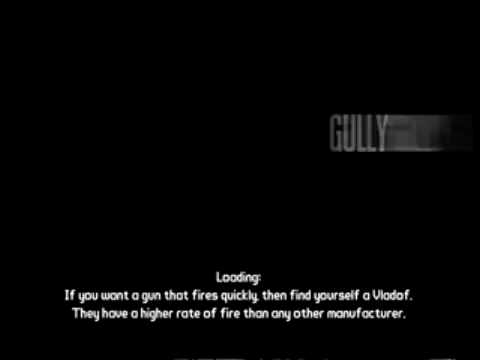 GULLY
Loading:
If you want a gun that fires quickly, then find yourself a Vladof.
They have a higher rate of fire than any other manufacturer.